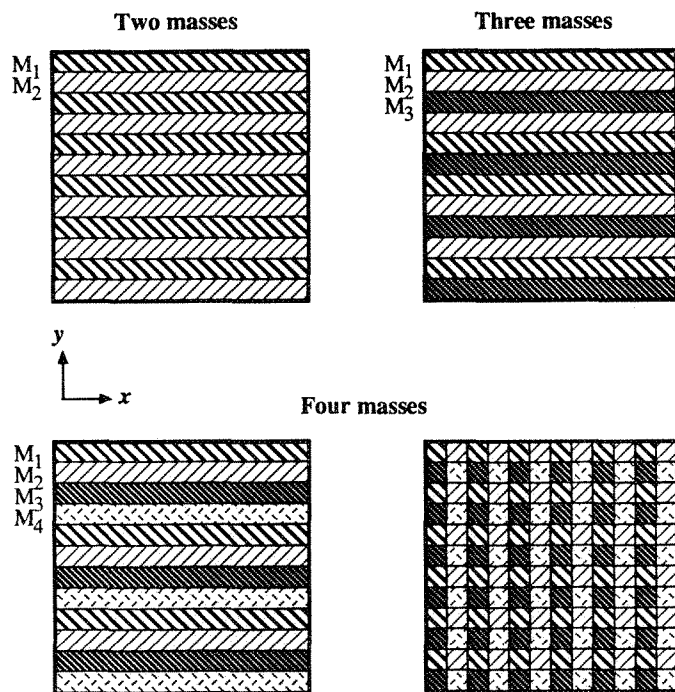 Two masses
Three masses
M₁
M₂
M₁
M₂
M₃
y
x
Four masses
M₁
M₂
M₃
M₄